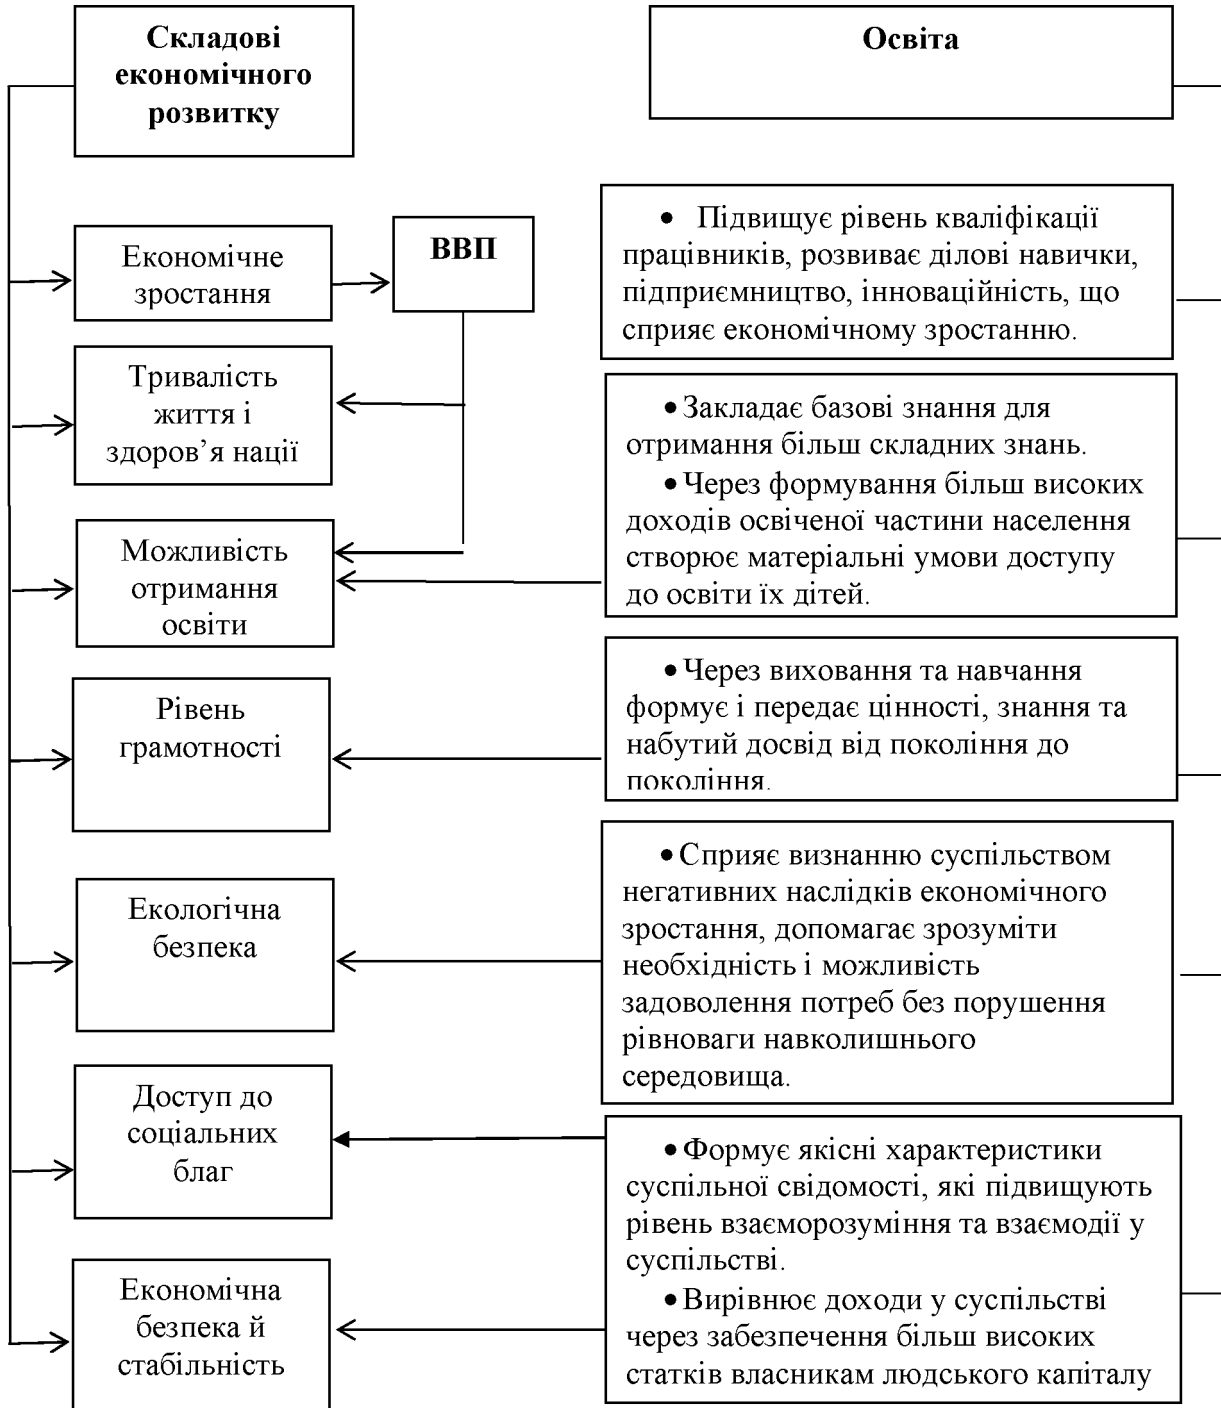 Складові
економічного
розвитку
Освіта
Економічне
зростання
ВВП
• Підвищує рівень кваліфікації
працівників, розвиває ділові навички,
підприємництво, інноваційність, що
сприяє економічному зростанню.
Тривалість
життя і
здоров’я нації
• Закладає базові знання для
отримання більш складних знань.
• Через формування більш високих
доходів освіченої частини населення
створює матеріальні умови доступу
до освіти їх дітей.
Можливість
отримання
освіти
Рівень
грамотності
• Через виховання та навчання
формує і передає цінності, знання та
набутий досвід від покоління до
покоління.
Екологічна
безпека
• Сприяє визнанню суспільством
негативних наслідків економічного
зростання, допомагає зрозуміти
необхідність і можливість
задоволення потреб без порушення
рівноваги навколишнього
середовища.
Доступ до
соціальних
благ
• Формує якісні характеристики
суспільної свідомості, які підвищують
рівень взаєморозуміння та взаємодії у
суспільстві.
• Вирівнює доходи у суспільстві
через забезпечення більш високих
статків власникам людського капіталу
Економічна
безпека й
стабільність